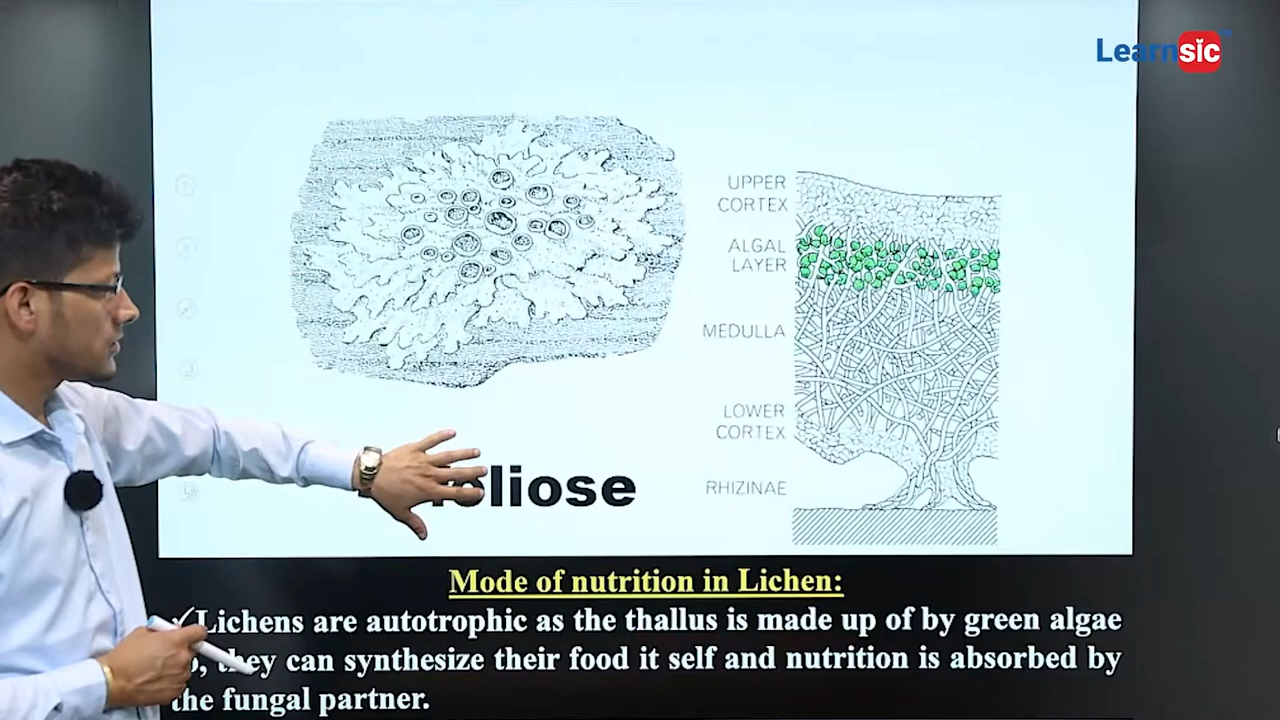 Learnsic
UPPER
CORTEX
ALGAL
LAYER
MEDULLA
LOWER
CORTEX
RHIZINAE
Mode of nutrition in Lichen:
✓Lichens are autotrophic as the thallus is made up of by green algae
they can synthesize their food it self and nutrition is absorbed by
the fungal partner.